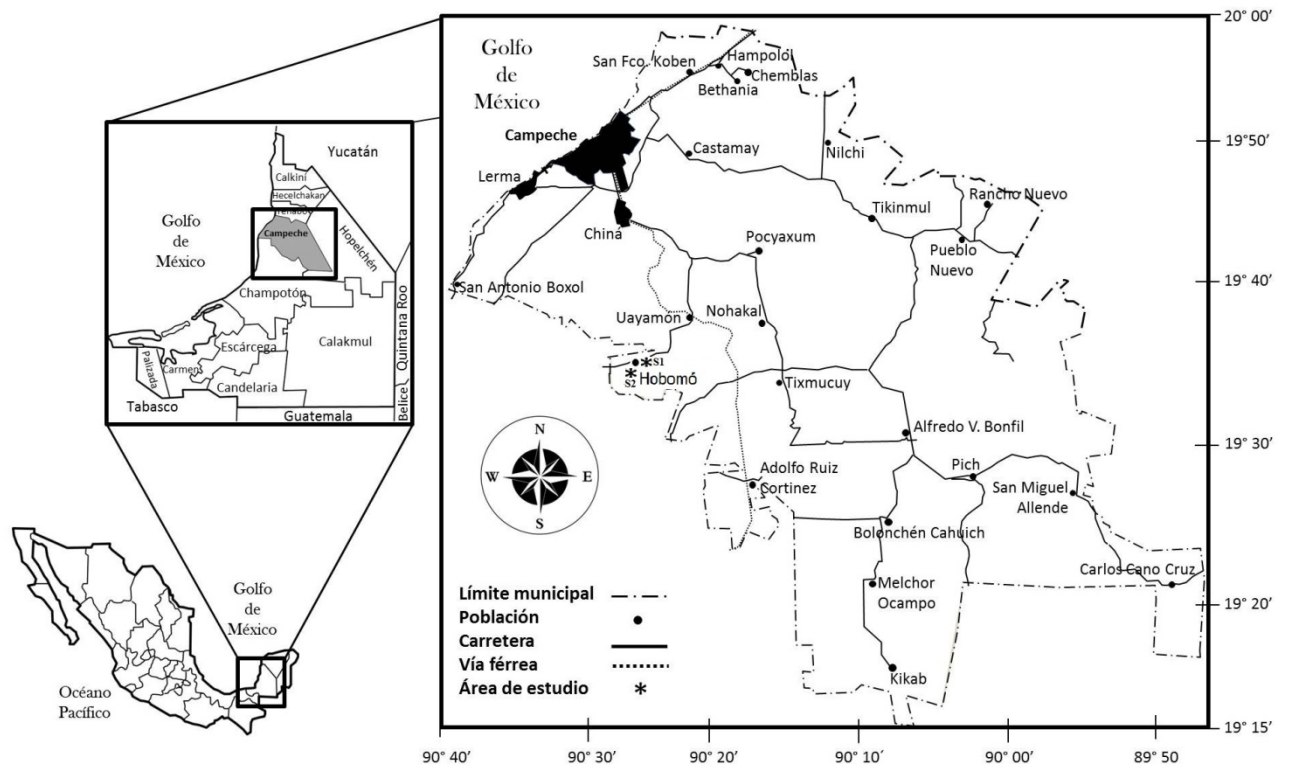 Golfo
de
México
San Fco. Koben
Hampolol
Chemblas
Bethania
Campeche
Castamay
Nilchi
Lerma
Rancho Nuevo
Tikinmul
Chiná
Pocyaxum
Pueblo
Nuevo
San Antonio Boxol
Uayamón
Nohakal
S1
S2
Hobomó
Tixmucuy
Alfredo V. Bonfil
Adolfo Ruiz
Cortinez
Pich
San Miguel
Allende
Bolonchén Cahuich
Carlos Cano Cruz
Melchor
Ocampo
Kikab
N
W
E
S
Límite municipal
Población
Carretera
Vía férrea
Área de estudio
20° 00′
19° 50′
19° 40′
19° 30′
19° 20′
19° 15′
90° 40′
90° 30′
90° 20′
90° 10′
90° 00′
89° 50′
Yucatán
Calkiní
Hecelchakan
Tenabo
Campeche
Hopelchén
Golfo
de
México
Champotón
Escárcega
Calakmul
Palizada
Carmen
Candelaria
Tabasco
Guatemala
Belice
Quintana Roo
Golfo
de
México
Océano
Pacífico